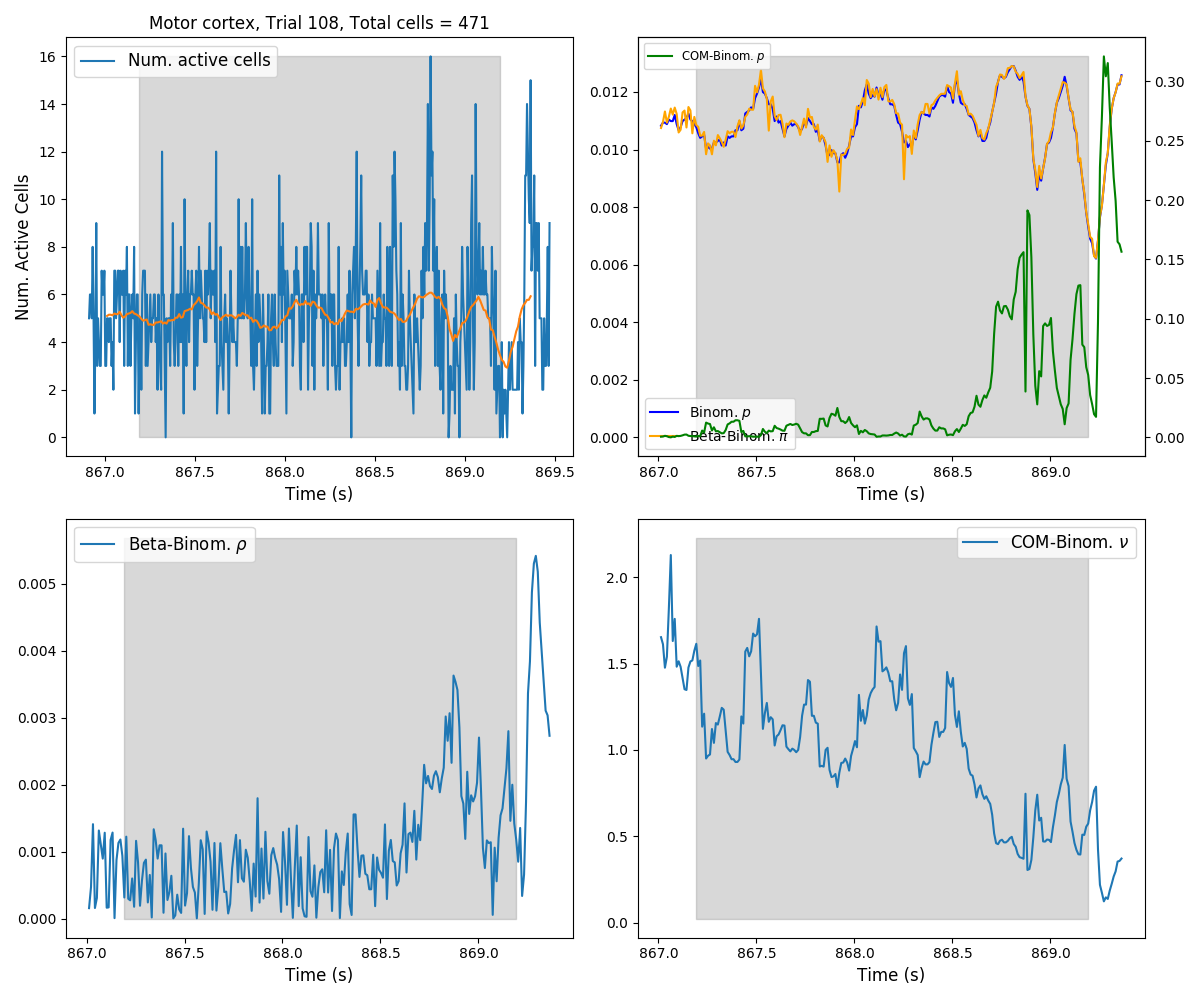 Motor cortex, Trial 108, Total cells = 471
Num. active cells
Num. Active Cells
16
14
12
10
8
6
4
2
0
867.0 867.5 868.0 868.5 869.0 869.5
Time (s)
COM-Binom. p
Binom. p
Beta-Binom. π
0.012
0.010
0.008
0.006
0.004
0.002
0.000
0.30
0.25
0.20
0.15
0.10
0.05
0.00
867.0 867.5 868.0 868.5 869.0
Time (s)
Beta-Binom. ρ
0.005
0.004
0.003
0.002
0.001
0.000
867.0 867.5 868.0 868.5 869.0
Time (s)
COM-Binom. ν
2.0
1.5
1.0
0.5
0.0
867.0 867.5 868.0 868.5 869.0
Time (s)